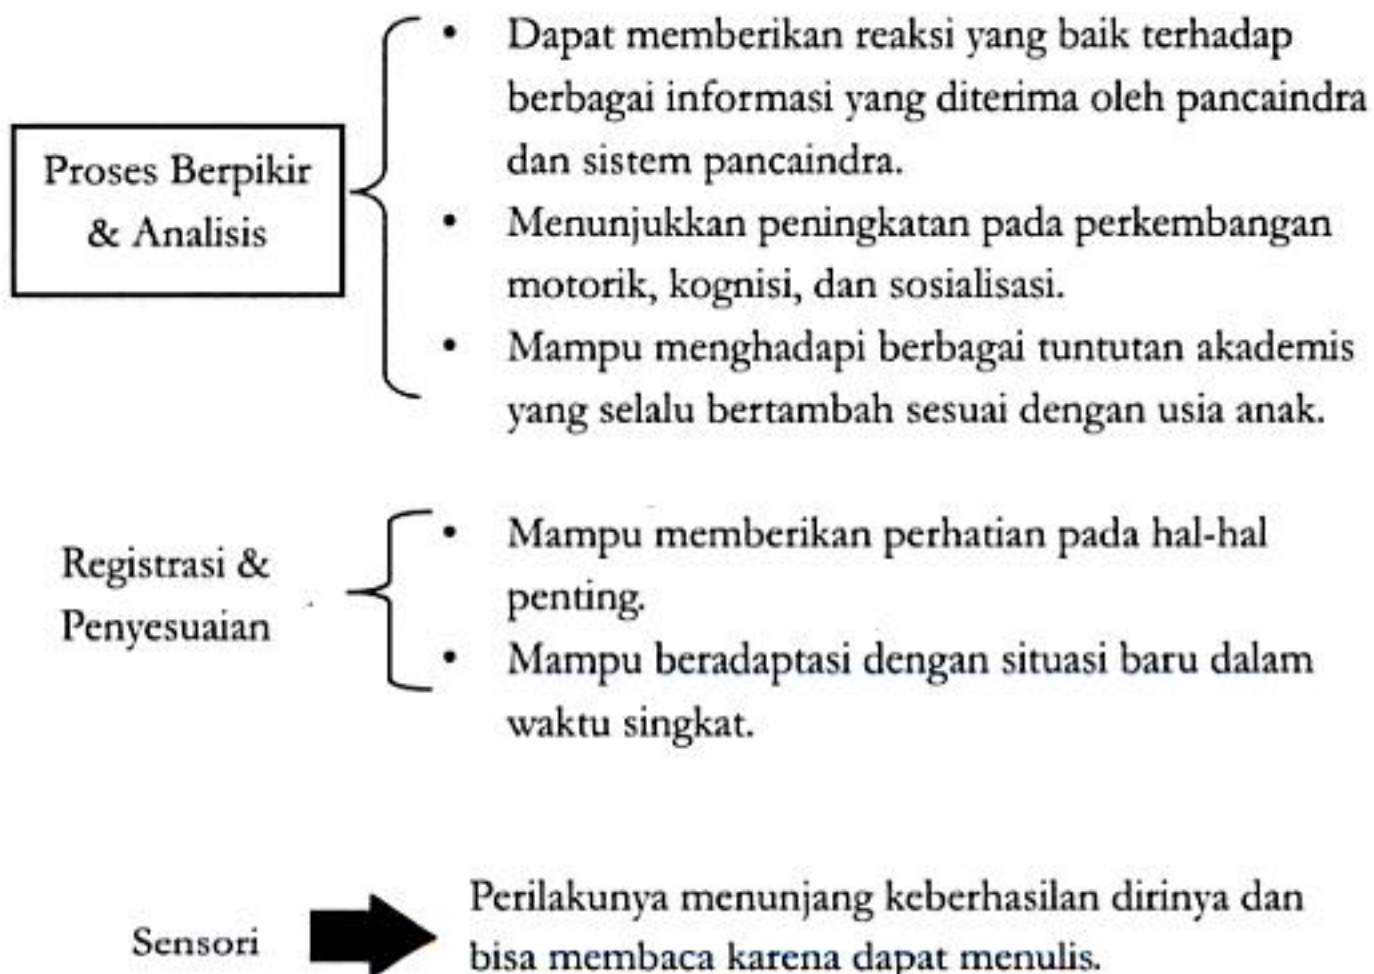 • Dapat memberikan reaksi yang baik terhadap
berbagai informasi yang diterima oleh pancaindra
dan sistem pancaindra.
Proses Berpikir
& Analisis
• Menunjukkan peningkatan pada perkembangan
motorik, kognisi, dan sosialisasi.
• Mampu menghadapi berbagai tuntutan akademis
yang selalu bertambah sesuai dengan usia anak.
Registrasi &
Penyesuaian
• Mampu memberikan perhatian pada hal-hal
penting.
• Mampu beradaptasi dengan situasi baru dalam
waktu singkat.
Sensori
Perilakunya menunjang keberhasilan dirinya dan
bisa membaca karena dapat menulis.